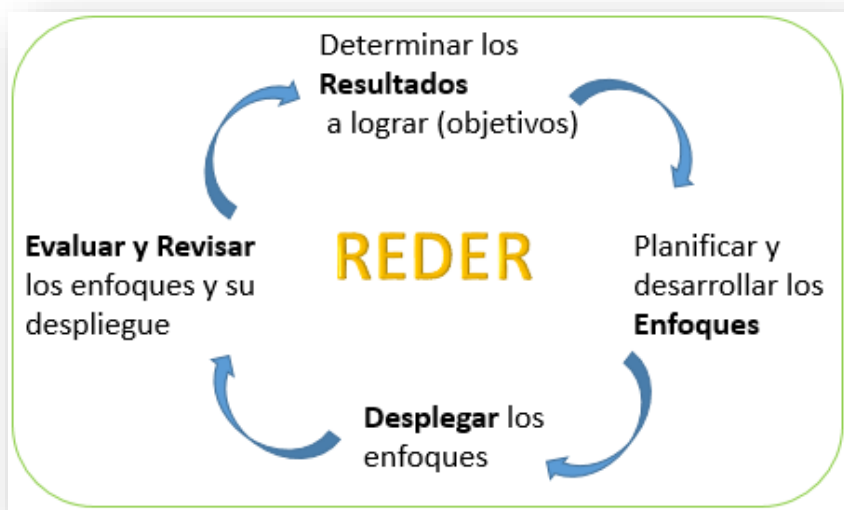 Determinar los
Resultados
a lograr (objetivos)
Evaluar y Revisar
los enfoques y su
despliegue
REDER
Planificar y
desarrollar los
Enfoques
Desplegar los
enfoques